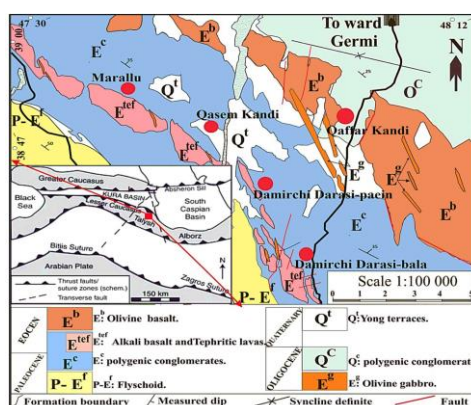 47 30
To ward
Germi
48 12
39 00
E^b
E^c
Marallu
Q^t
E^b
O^C
N
E^tef
Qasem Kandi
Qaftar Kandi
P- E^f
38 47
E^tef
Q^t
E^g
E^g
Damirchi Darasi-paein
E^b
E^c
Damirchi Darasi-bala
E^tef
P- E^f
Scale 1:100 000
Greater Caucasus
Absheron Sill
Black
Sea
KURA BASIN
Lesser Caucasus
South
Caspian
Basin
Talysh
Alborz
Bitlis Suture
Arabian Plate
Zagros Suture
N
Thrust faults/
suture zones (schem.)
Transverse fault
150 km
EOCEN
E^b E: Olivine basalt.
E^tef E: Alkali basalt and Tephritic lavas.
PALEOCENE
E^c E: polygenic conglomerates.
P- E^f P-E: Flyschoid.
QUATERNARY
Q^t Q: Yong terraces.
OLIGOCENE
Q^C Q: polygenic conglomerat
E^g E: Olivine gabbro.
Formation boundary
Measured dip
Syncline definite
Fault